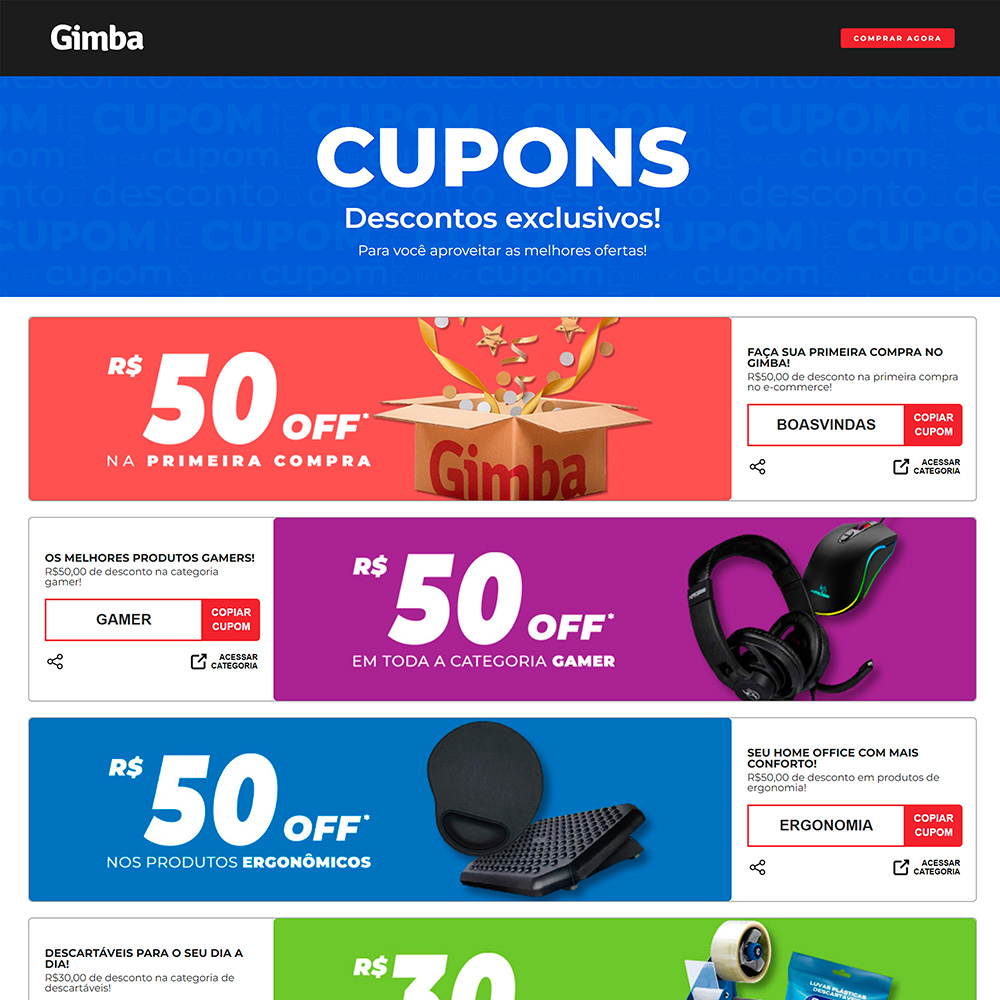 Gimba
COMPRAR AGORA
CUPONS
Descontos exclusivos!
Para você aproveitar as melhores ofertas!
R$ 50 OFF*
NA PRIMEIRA COMPRA
Gimba
FAÇA SUA PRIMEIRA COMPRA NO
GIMBA!
R$50,00 de desconto na primeira compra
no e-commerce!
BOASVINDAS
COPIAR
CUPOM
ACESSAR
CATEGORIA
OS MELHORES PRODUTOS GAMERS!
R$50,00 de desconto na categoria
gamer!
GAMER
COPIAR
CUPOM
ACESSAR
CATEGORIA
R$ 50 OFF*
EM TODA A CATEGORIA GAMER
R$ 50 OFF*
NOS PRODUTOS ERGONÔMICOS
SEU HOME OFFICE COM MAIS
CONFORTO!
R$50,00 de desconto em produtos de
ergonomia!
ERGONOMIA
COPIAR
CUPOM
ACESSAR
CATEGORIA
DESCARTÁVEIS PARA O SEU DIA A
DIA!
R$30,00 de desconto na categoria de
descartáveis!
R$ 30
LUVAS PLÁSTICAS
DESCARTÁVEIS